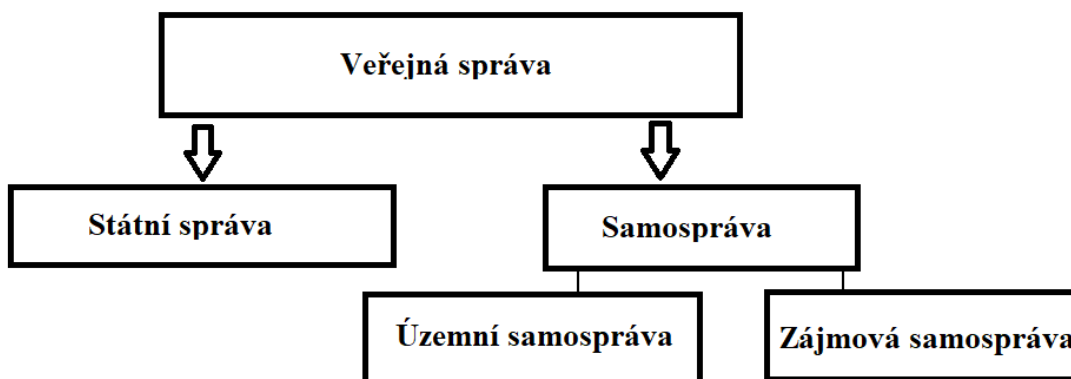 Veřejná správa
Státní správa
Samospráva
Územní samospráva
Zájmová samospráva